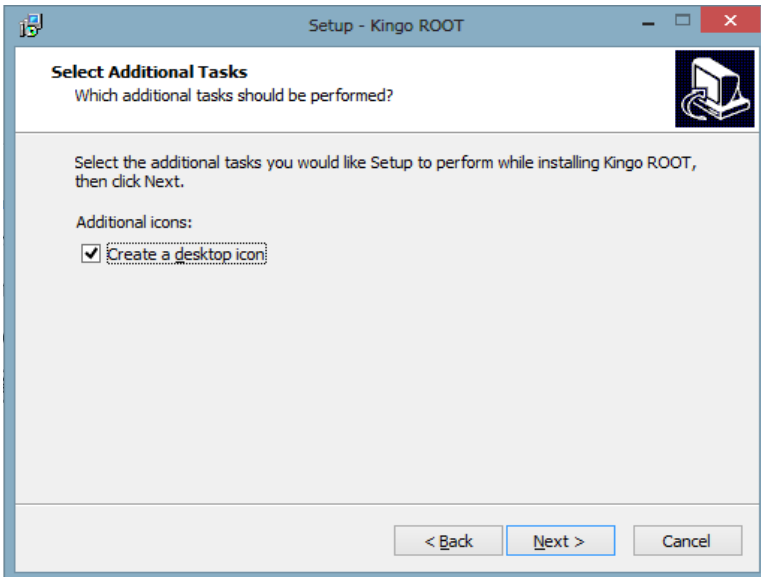 Setup - Kingo ROOT
Select Additional Tasks
Which additional tasks should be performed?
Select the additional tasks you would like Setup to perform while installing Kingo ROOT,
then click Next.
Additional icons:
Create a desktop icon
< Back
Next >
Cancel